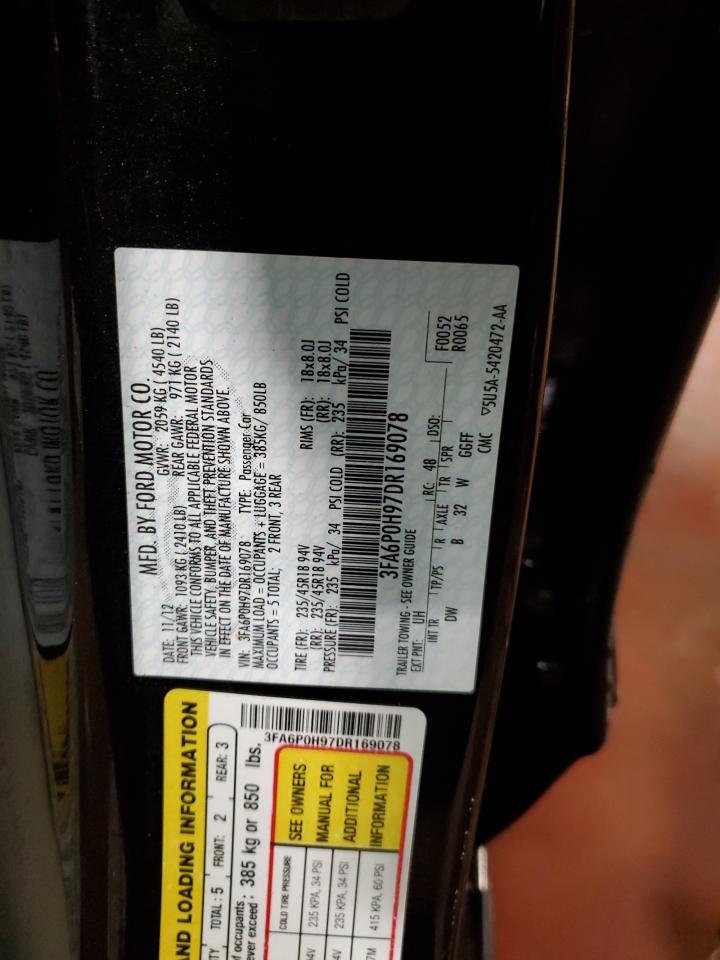 MFD. BY FORD MOTOR CO.
DATE: 11/12 GVWR: 2059 KG ( 4540 LB)
FRONT GAWR: 1093 KG ( 2410 LB) REAR GAWR: 971 KG ( 2140 LB)
THIS VEHICLE CONFORMS TO ALL APPLICABLE FEDERAL MOTOR
VEHICLE SAFETY, BUMPER, AND THEFT PREVENTION STANDARDS
IN EFFECT ON THE DATE OF MANUFACTURE SHOWN ABOVE.
VIN: 3FA6P0H97DR169078 TYPE: Passenger Car
MAXIMUM LOAD = OCCUPANTS + LUGGAGE = 385KG/ 850LB
OCCUPANTS = 5 TOTAL; 2 FRONT, 3 REAR
TIRE (FR): 235/45R18 94V RIMS (FR): 18x8.0J
(RR): 235/45R18 94V (RR): 18x8.0J
PRESSURE (FR): 235 kPa/ 34 PSI COLD (RR): 235 kPa/ 34 PSI COLD
3FA6P0H97DR169078
TRAILER TOWING - SEE OWNER GUIDE
EXT PNT: UH RC: 48 DSO: F0052
R0065
INT TR TP/PS R AXLE TR SPR
DW B 32 W GGFF
CMC ▽5U5A-5420472-AA
AND LOADING INFORMATION
TOTAL : 5 FRONT: 2 REAR: 3
of occupants : 385 kg or 850 lbs.
ever exceed :
3FA6P0H97DR169078
COLD TIRE PRESSURE
235 KPA, 34 PSI
235 KPA, 34 PSI
415 KPA, 60 PSI
SEE OWNERS
MANUAL FOR
ADDITIONAL
INFORMATION